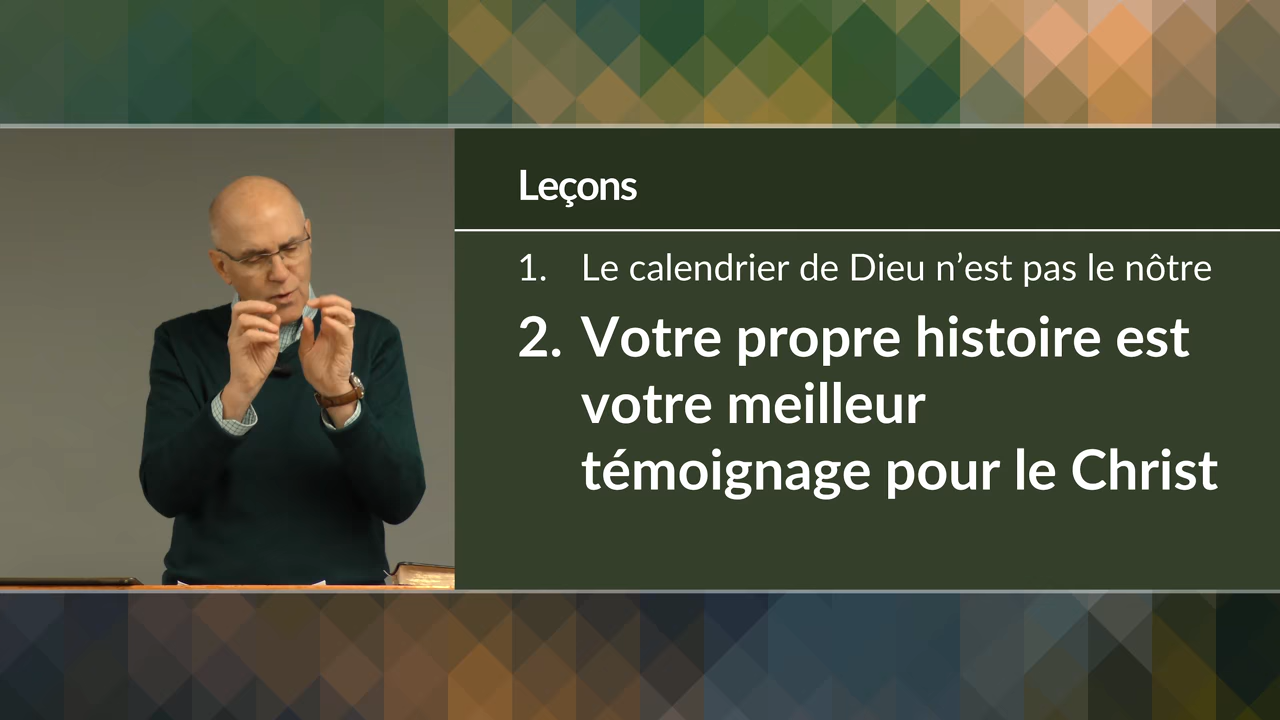 Leçons
1. Le calendrier de Dieu n’est pas le nôtre
2. Votre propre histoire est
votre meilleur
témoignage pour le Christ